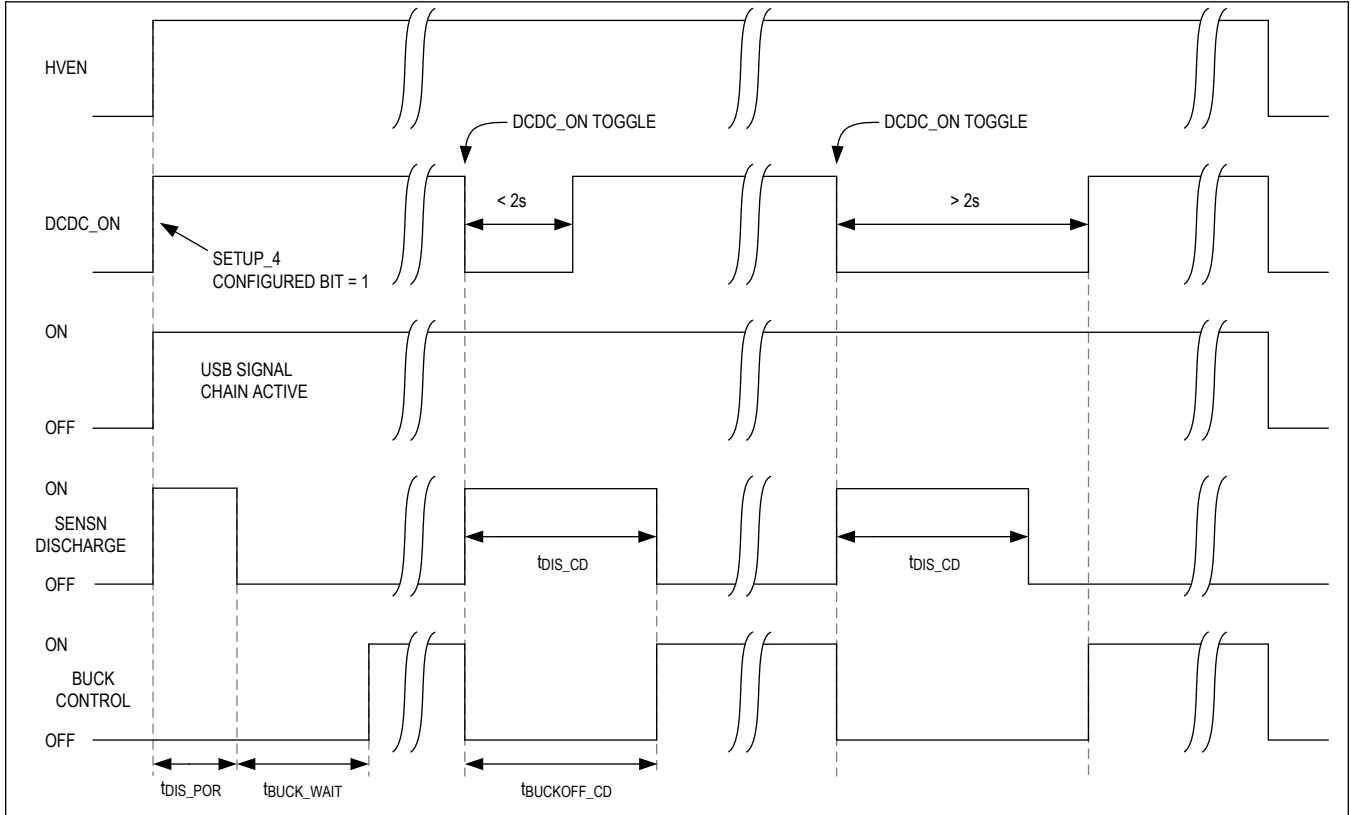 HVEN
DCDC_ON TOGGLE
DCDC_ON TOGGLE
< 2s
> 2s
DCDC_ON
SETUP_4
CONFIGURED BIT = 1
ON
USB SIGNAL
CHAIN ACTIVE
OFF
ON
SENSN
DISCHARGE
tDIS_CD
tDIS_CD
OFF
ON
BUCK
CONTROL
OFF
tDIS_POR
tBUCK_WAIT
tBUCKOFF_CD